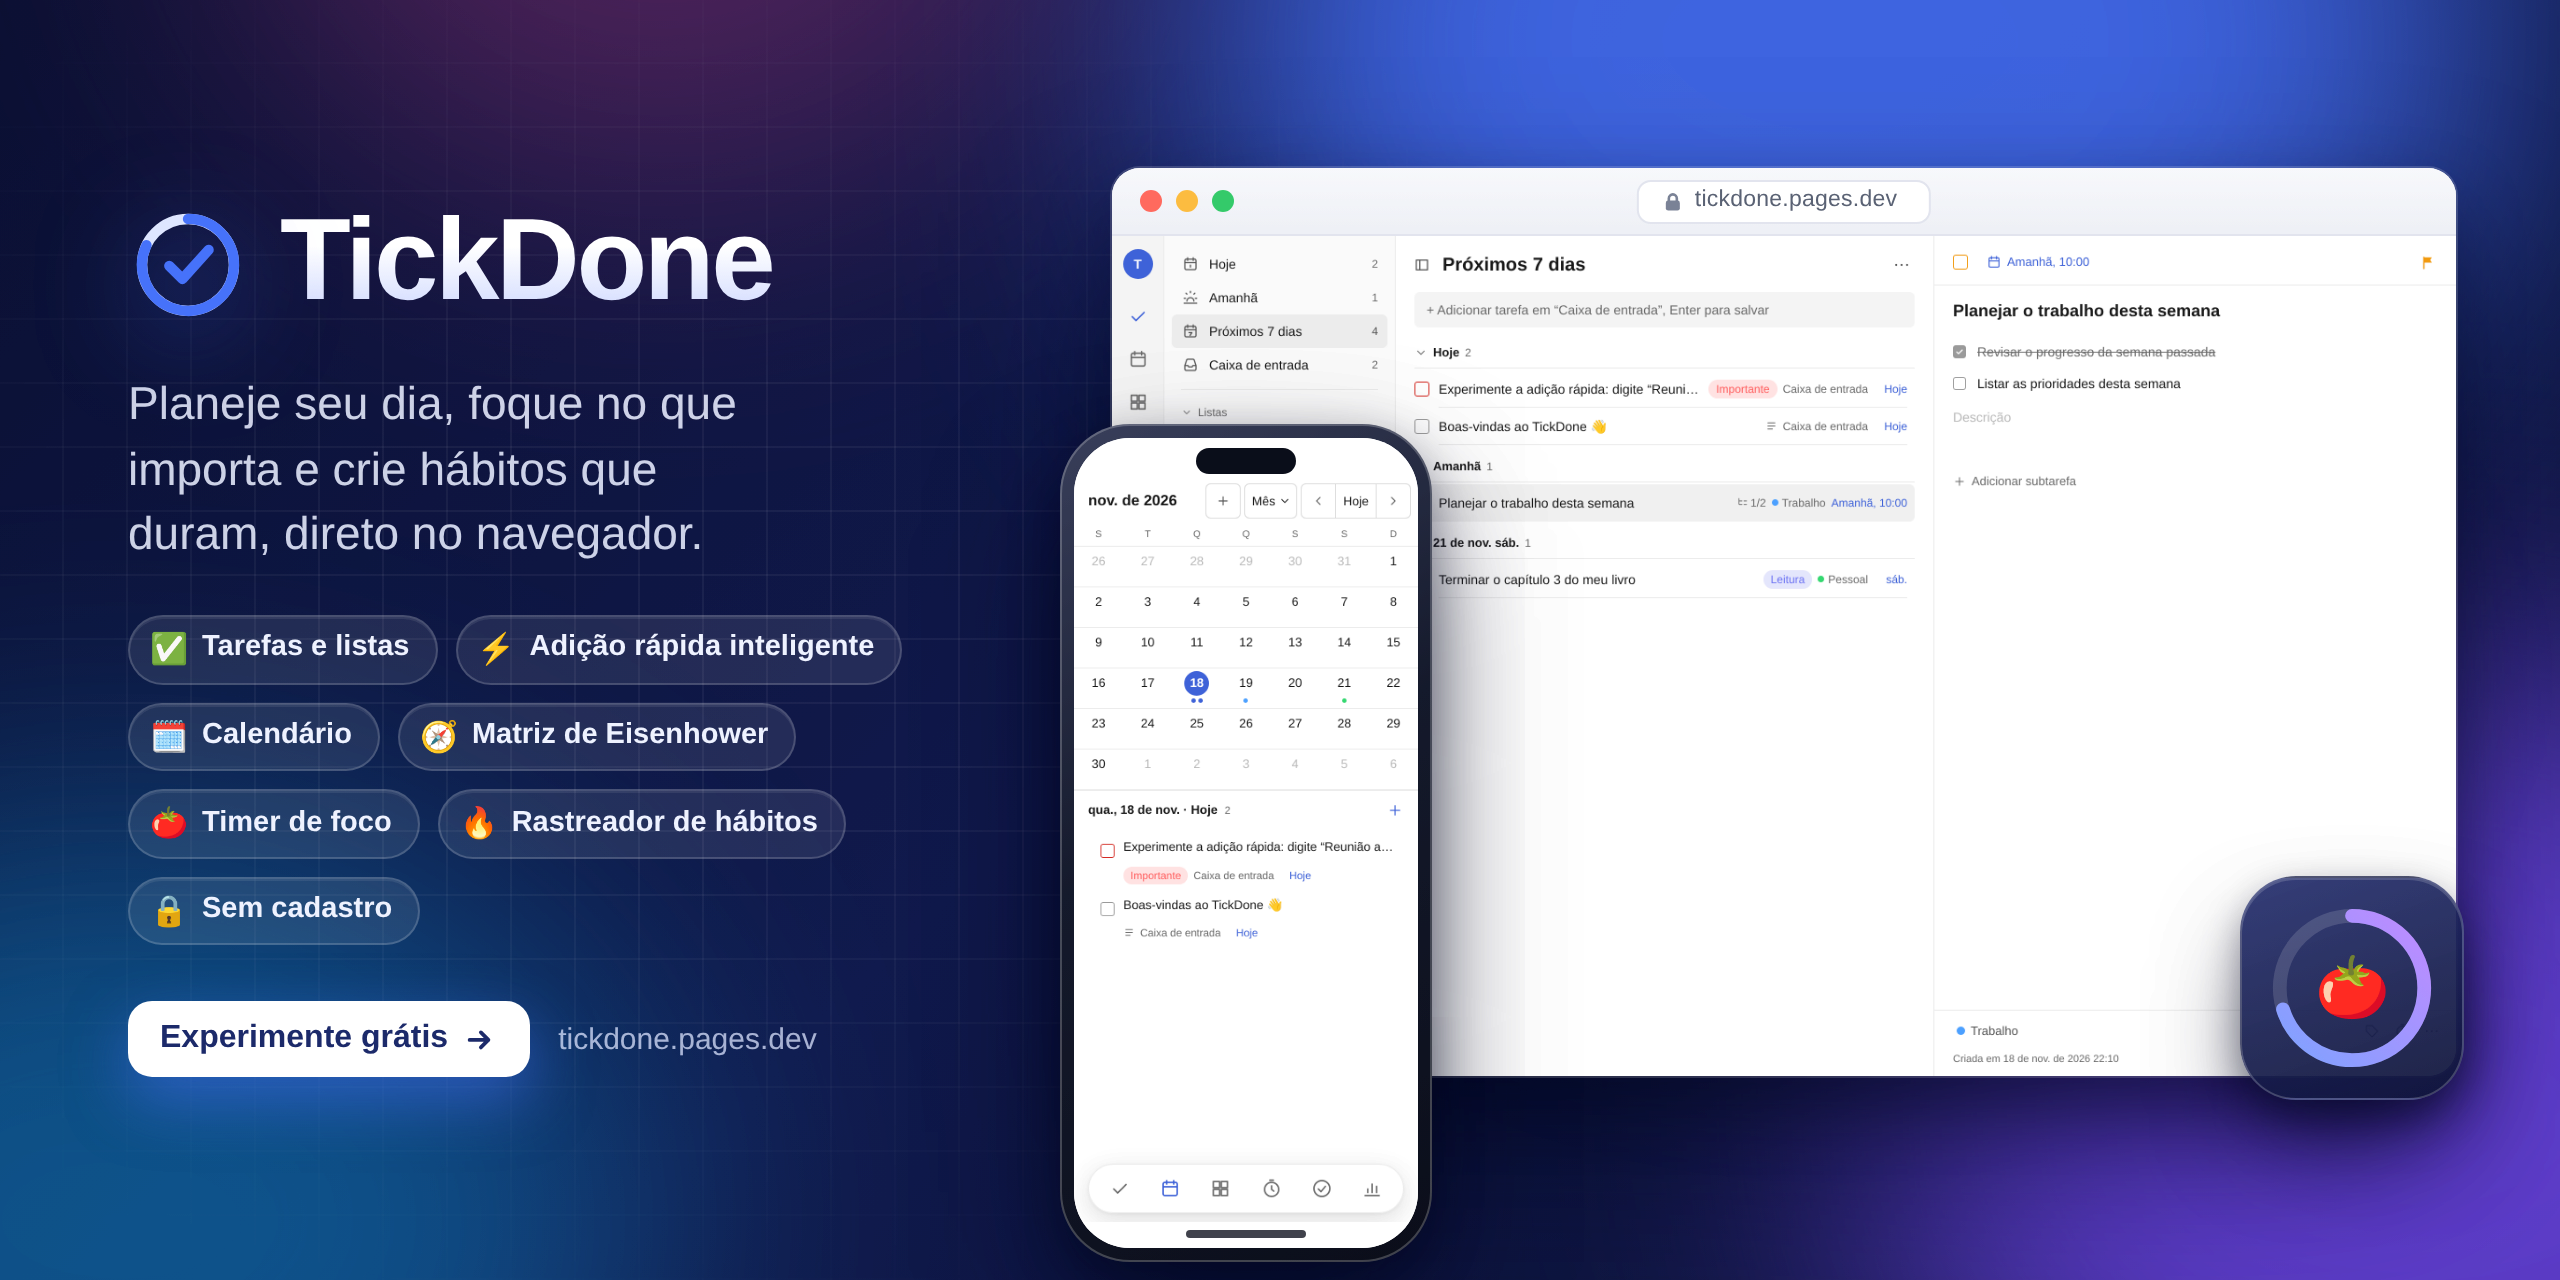 TickDone
Planeje seu dia, foque no que
importa e crie hábitos que
duram, direto no navegador.
✅ Tarefas e listas
⚡ Adição rápida inteligente
🗓️ Calendário
🧭 Matriz de Eisenhower
🍅 Timer de foco
🔥 Rastreador de hábitos
🔒 Sem cadastro
Experimente grátis →
tickdone.pages.dev
tickdone.pages.dev
T
Hoje 2
Amanhã 1
Próximos 7 dias 4
Caixa de entrada 2
Listas
Próximos 7 dias
+ Adicionar tarefa em “Caixa de entrada”, Enter para salvar
Hoje 2
Experimente a adição rápida: digite “Reuni… Importante Caixa de entrada Hoje
Boas-vindas ao TickDone 👋 Caixa de entrada Hoje
Amanhã 1
Planejar o trabalho desta semana 1/2 Trabalho Amanhã, 10:00
21 de nov. sáb. 1
Terminar o capítulo 3 do meu livro Leitura Pessoal sáb.
Amanhã, 10:00
Planejar o trabalho desta semana
Revisar o progresso da semana passada
Listar as prioridades desta semana
Descrição
+ Adicionar subtarefa
Trabalho
Criada em 18 de nov. de 2026 22:10
nov. de 2026 + Mês Hoje
S T Q Q S S D
26 27 28 29 30 31 1
2 3 4 5 6 7 8
9 10 11 12 13 14 15
16 17 18 19 20 21 22
23 24 25 26 27 28 29
30 1 2 3 4 5 6
qua., 18 de nov. · Hoje 2 +
Experimente a adição rápida: digite “Reunião a…
Importante Caixa de entrada Hoje
Boas-vindas ao TickDone 👋
Caixa de entrada Hoje